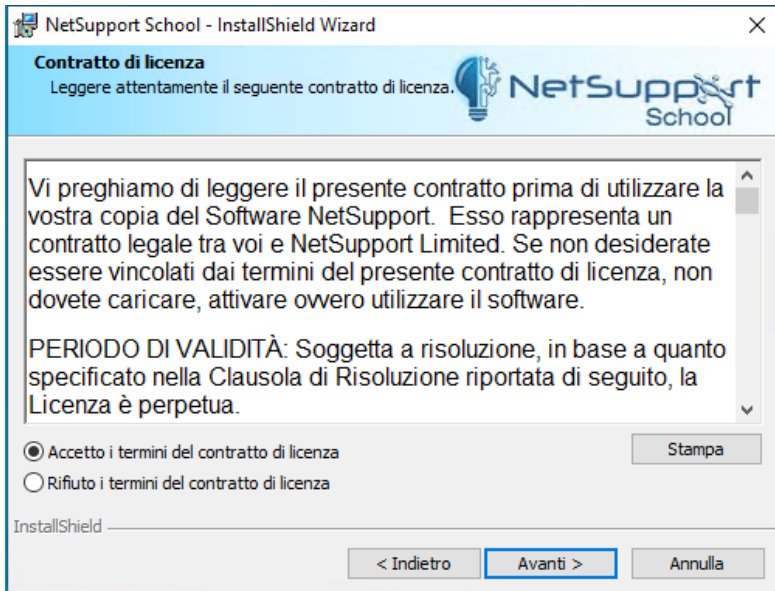 NetSupport School - InstallShield Wizard
Contratto di licenza
Leggere attentamente il seguente contratto di licenza.
NetSupport
School
Vi preghiamo di leggere il presente contratto prima di utilizzare la
vostra copia del Software NetSupport.  Esso rappresenta un
contratto legale tra voi e NetSupport Limited. Se non desiderate
essere vincolati dai termini del presente contratto di licenza, non
dovete caricare, attivare ovvero utilizzare il software.
PERIODO DI VALIDITÀ: Soggetta a risoluzione, in base a quanto
specificato nella Clausola di Risoluzione riportata di seguito, la
Licenza è perpetua.
Accetto i termini del contratto di licenza
Stampa
Rifiuto i termini del contratto di licenza
InstallShield
< Indietro
Avanti >
Annulla